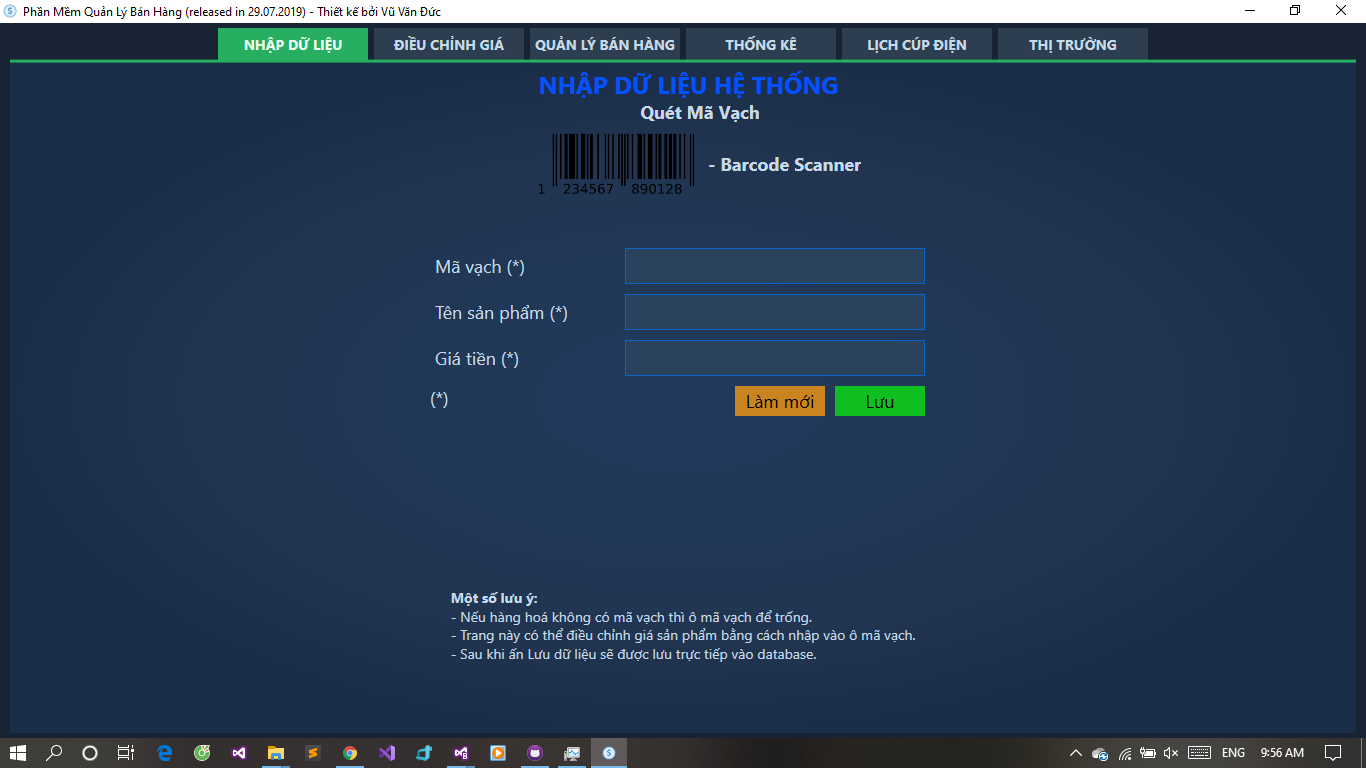 Phần Mềm Quản Lý Bán Hàng (released in 29.07.2019) - Thiết kế bởi Vũ Văn Đức
NHẬP DỮ LIỆU ĐIỀU CHỈNH GIÁ QUẢN LÝ BÁN HÀNG THỐNG KÊ LỊCH CÚP ĐIỆN THỊ TRƯỜNG
NHẬP DỮ LIỆU HỆ THỐNG
Quét Mã Vạch
- Barcode Scanner
1 234567 890128
Mã vạch (*)
Tên sản phẩm (*)
Giá tiền (*)
(*) Làm mới Lưu
Một số lưu ý:
- Nếu hàng hoá không có mã vạch thì ô mã vạch để trống.
- Trang này có thể điều chỉnh giá sản phẩm bằng cách nhập vào ô mã vạch.
- Sau khi ấn Lưu dữ liệu sẽ được lưu trực tiếp vào database.
ENG 9:56 AM